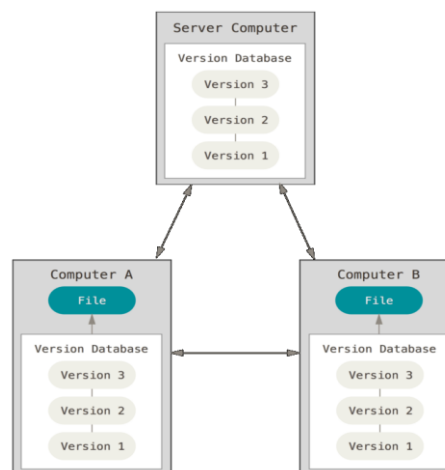 Server Computer
Version Database
Version 3
Version 2
Version 1
Computer A
File
Version Database
Version 3
Version 2
Version 1
Computer B
File
Version Database
Version 3
Version 2
Version 1